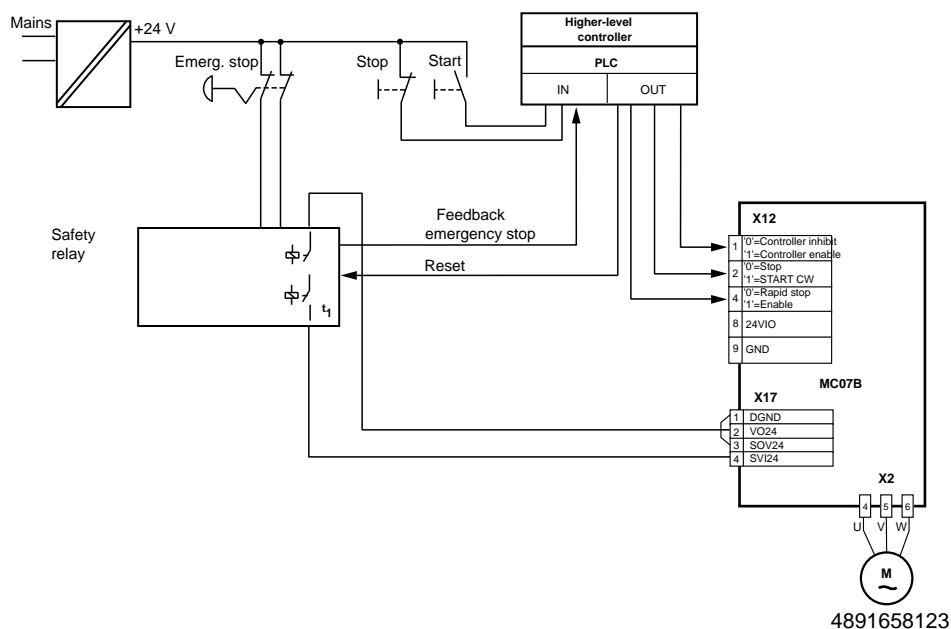 Mains
+24 V
Higher-level
controller
PLC
IN
OUT
Emerg. stop
Stop
Start
Safety
relay
Feedback
emergency stop
Reset
t1
X12
1
'0'=Controller inhibit
'1'=Controller enable
2
'0'=Stop
'1'=START CW
4
'0'=Rapid stop
'1'=Enable
8
24VIO
9
GND
MC07B
X17
1
DGND
2
VO24
3
SOV24
4
SVI24
X2
4
5
6
U
V
W
M
~
4891658123